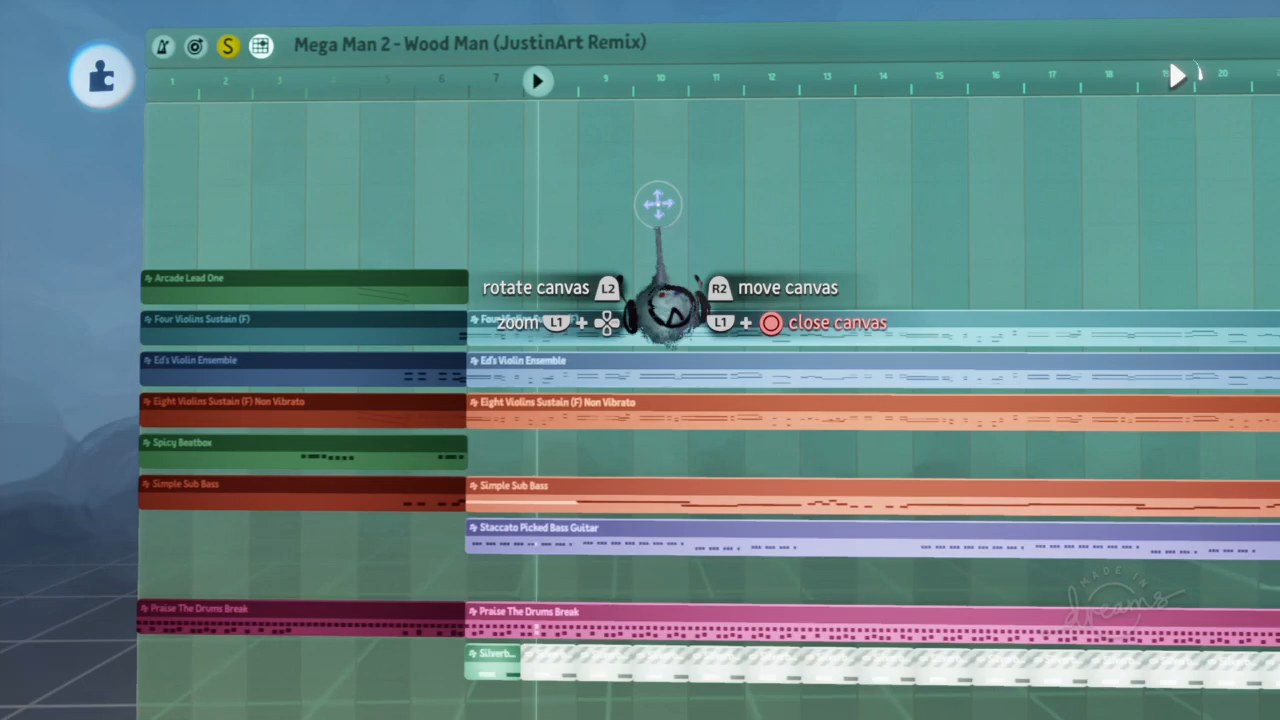 S
Mega Man 2 - Wood Man (JustinArt Remix)
1 2 3 4 5 6 7 9 10 11 12 13 14 15 16 17 18 20
Arcade Lead One
rotate canvas L2
R2 move canvas
Four Violins Sustain (F)
zoom L1 +
L1 + close canvas
Ed's Violin Ensemble
Ed's Violin Ensemble
Eight Violins Sustain (F) Non Vibrato
Eight Violins Sustain (F) Non Vibrato
Spicy Beatbox
Simple Sub Bass
Simple Sub Bass
Staccato Picked Bass Guitar
MADE IN
dreams
Praise The Drums Break
Praise The Drums Break
Silverb...